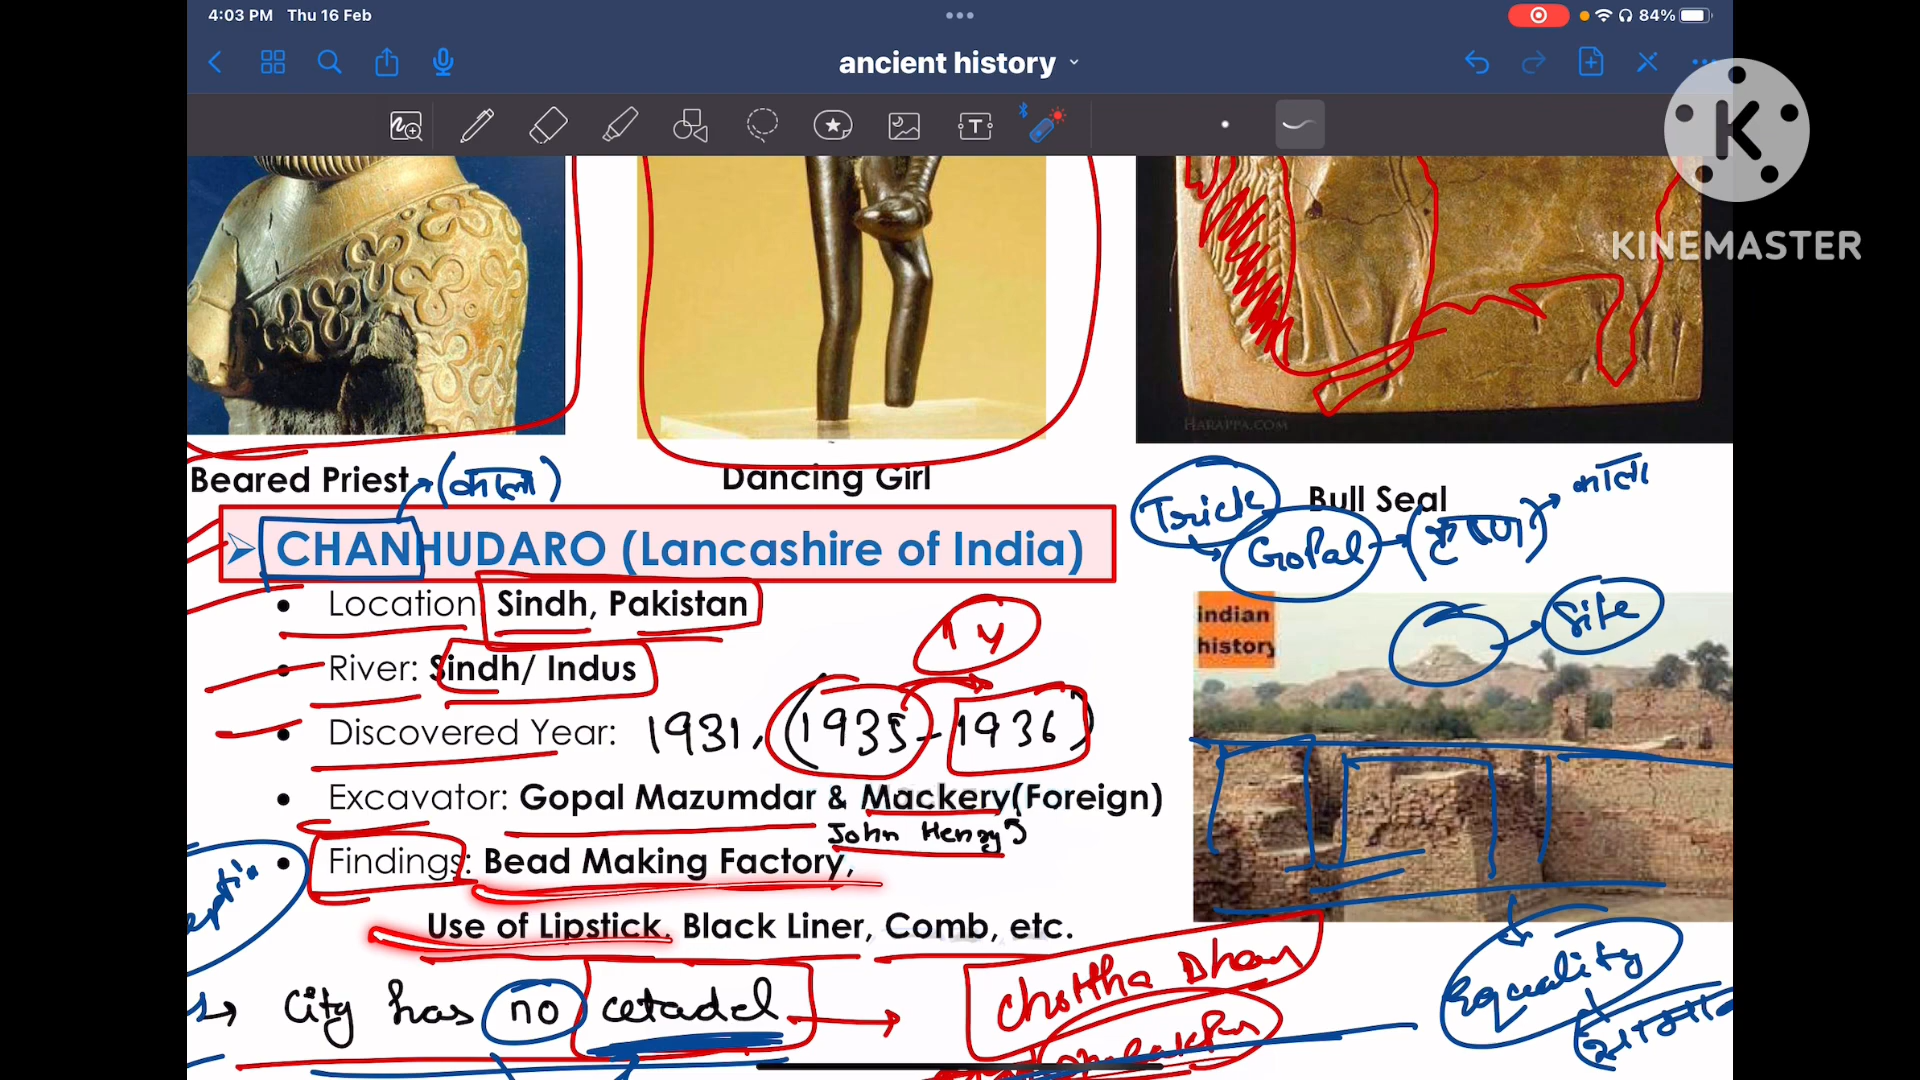 4:03 PM Thu 16 Feb
84%
ancient history
T
K
KINEMASTER
HARAPPA.COM
Beared Priest
Dancing Girl
Bull Seal
Trick
Gopal
➢ CHANHUDARO (Lancashire of India)
• Location: Sindh, Pakistan
indian
history
Site
1 Y
• River: Sindh/ Indus
• Discovered Year: 1931, (1935-1936)
• Excavator: Gopal Mazumdar & Mackery(Foreign)
John Henry
• Findings: Bead Making Factory,
Use of Lipstick, Black Liner, Comb, etc.
City has no cetadel
Equality